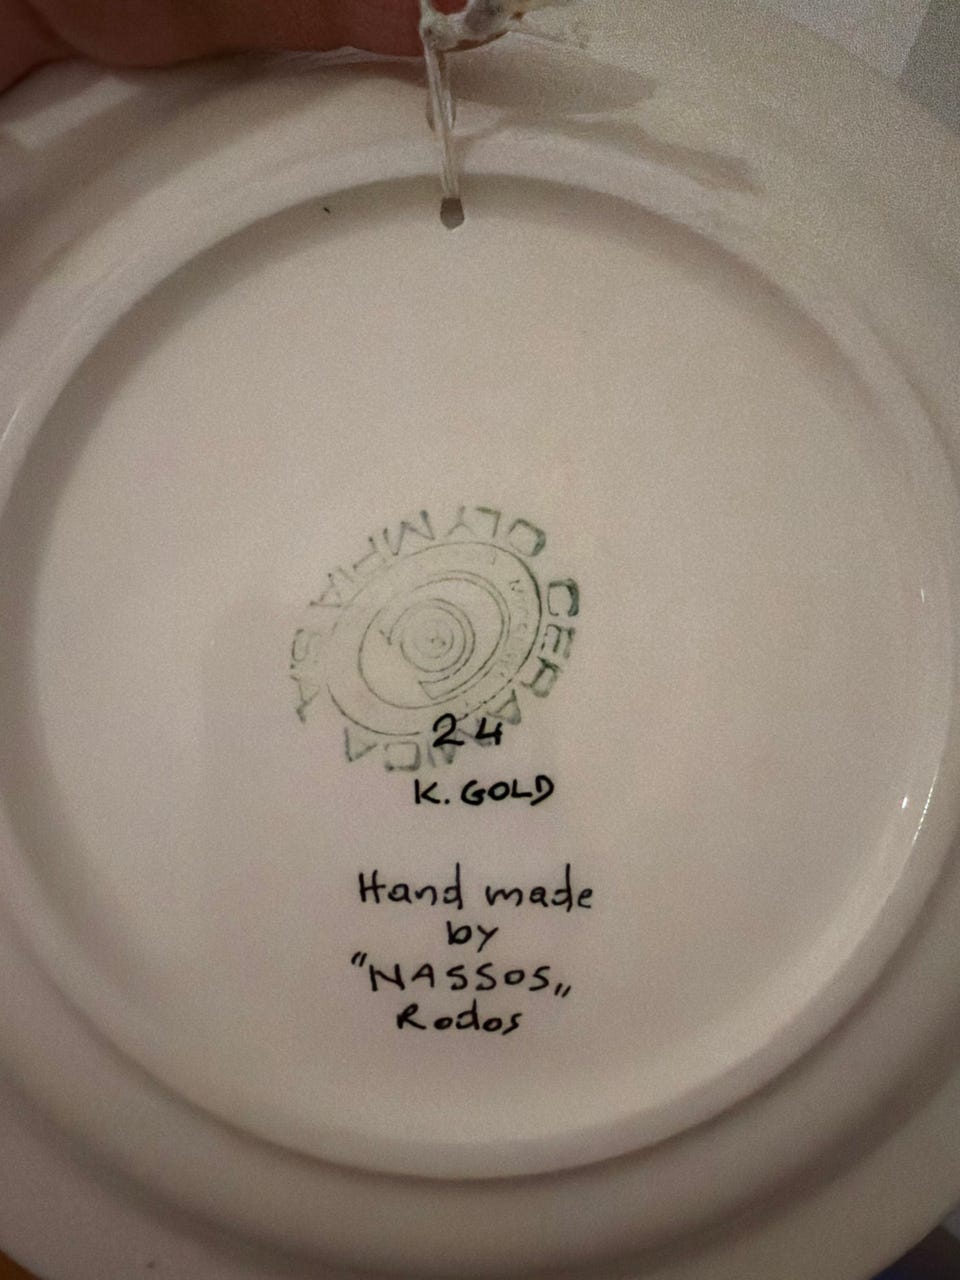 CERAMICA OLYMPIA S.A
24
K. GOLD
Hand made
by
"NASSOS„
Rodos